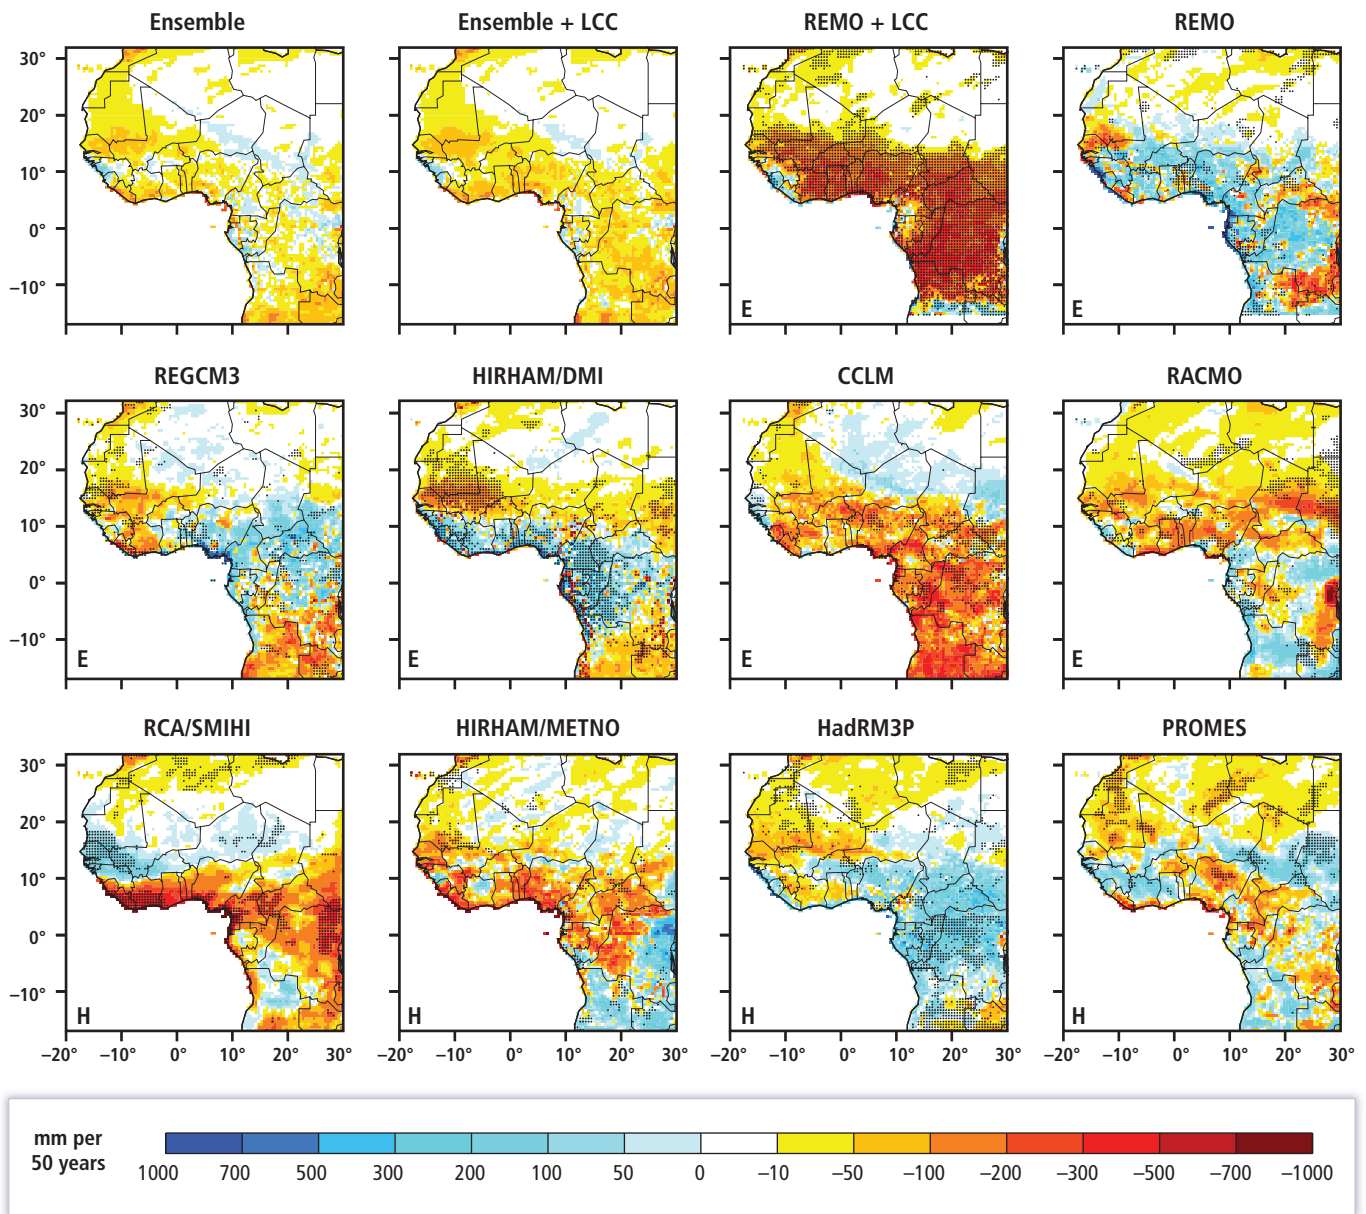 Ensemble Ensemble + LCC REMO + LCC REMO
30°
20°
10°
0°
–10°
E E
REGCM3 HIRHAM/DMI CCLM RACMO
30°
20°
10°
0°
–10°
E E E E
RCA/SMIHI HIRHAM/METNO HadRM3P PROMES
30°
20°
10°
0°
–10°
H H H H
–20° –10° 0° 10° 20° 30° –20° –10° 0° 10° 20° 30° –20° –10° 0° 10° 20° 30° –20° –10° 0° 10° 20° 30°
mm per
50 years
1000 700 500 300 200 100 50 0 –10 –50 –100 –200 –300 –500 –700 –1000